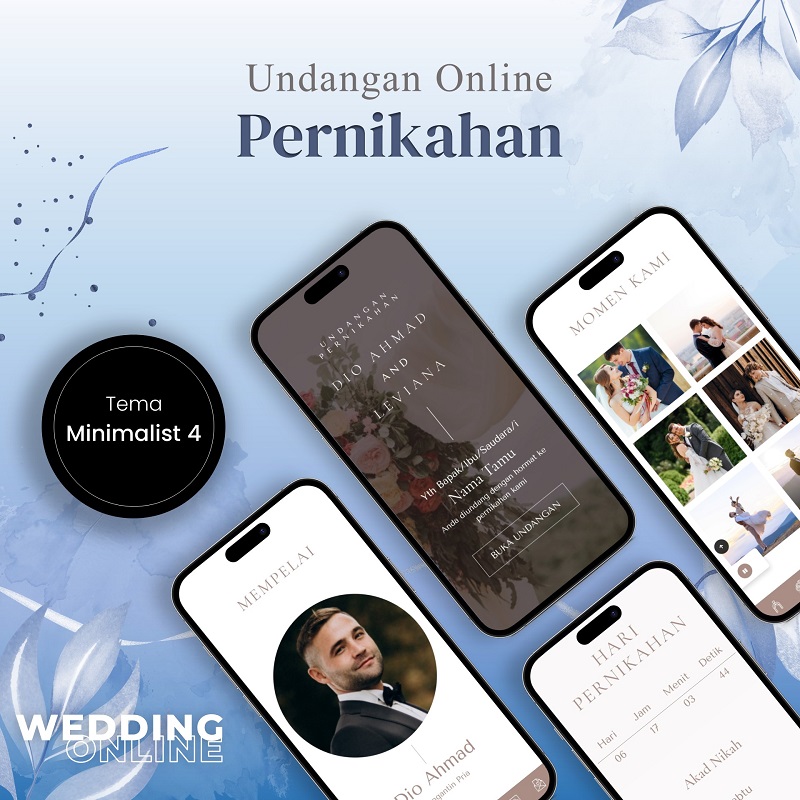 Undangan Online
Pernikahan
Tema
Minimalist 4
UNDANGAN
PERNIKAHAN
DIO AHMAD
AND
LEVIANA
Yth Bapak/Ibu/Saudara/i
Nama Tamu
Anda diundang dengan hormat ke
pernikahan kami
BUKA UNDANGAN
MOMEN KAMI
MEMPELAI
Dio Ahmad
Pria
HARI
PERNIKAHAN
Hari Jam Menit Detik
06 17 03 44
Akad Nikah
WEDDING
ONLINE